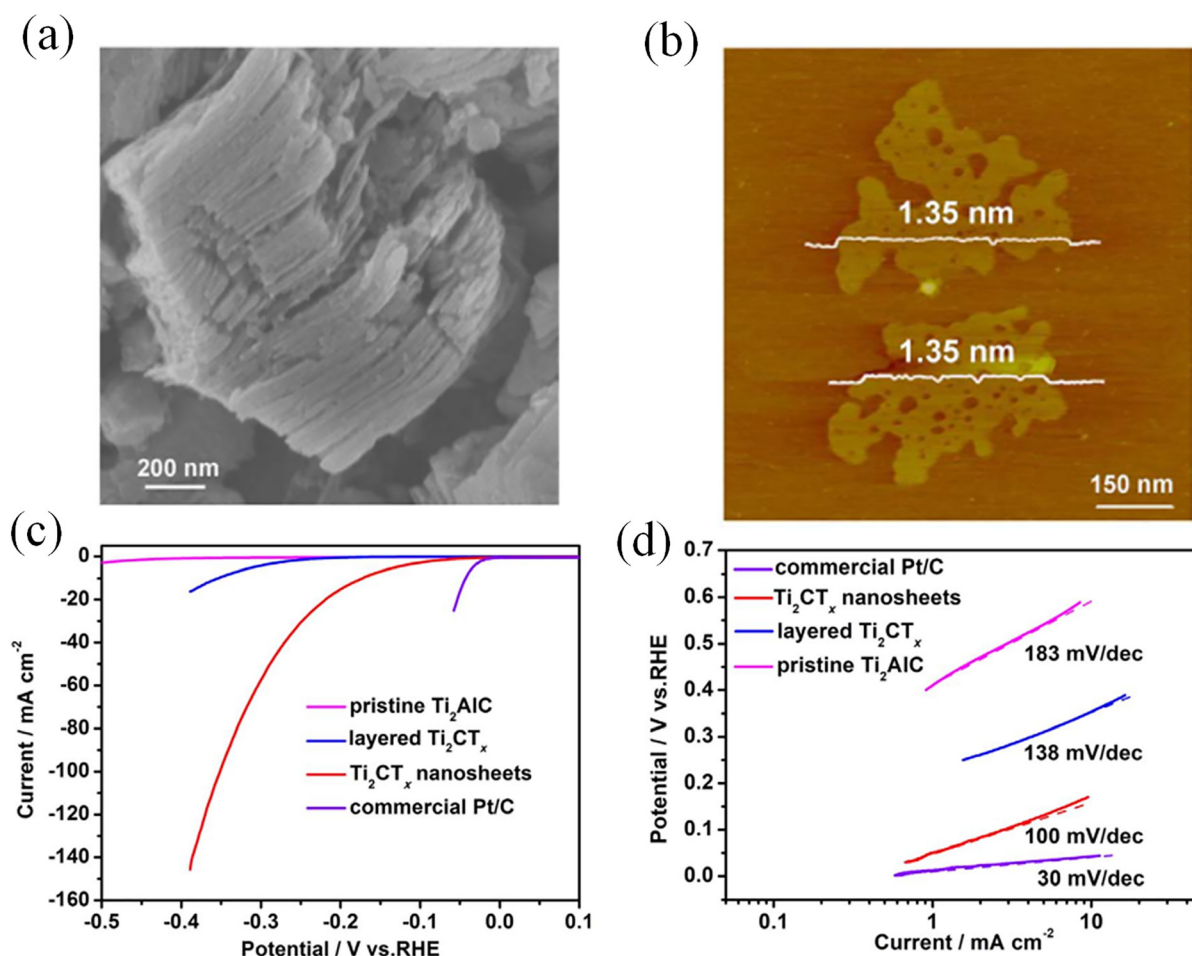 (a)
200 nm
(b)
1.35 nm
1.35 nm
150 nm
(c)
0
-20
-40
-60
-80
-100
-120
-140
-160
-0.5
-0.4
-0.3
-0.2
-0.1
0.0
0.1
Current / mA cm⁻²
Potential / V vs.RHE
pristine Ti₂AlC
layered Ti₂CTₓ
Ti₂CTₓ nanosheets
commercial Pt/C
(d)
0.7
0.6
0.5
0.4
0.3
0.2
0.1
0.0
0.1
1
10
Potential / V vs.RHE
Current / mA cm⁻²
commercial Pt/C
Ti₂CTₓ nanosheets
layered Ti₂CTₓ
pristine Ti₂AlC
183 mV/dec
138 mV/dec
100 mV/dec
30 mV/dec